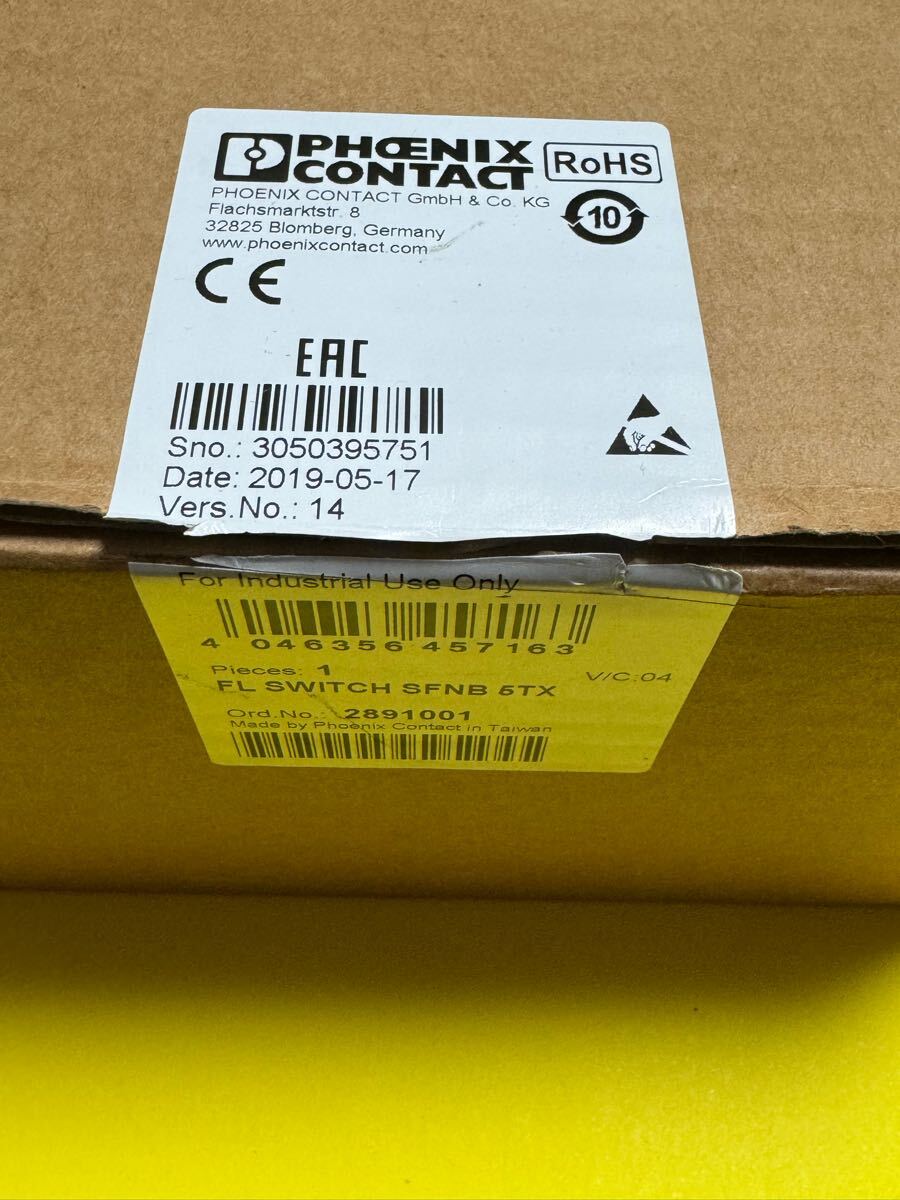 PHŒNIX
CONTACT
RoHS
PHOENIX CONTACT GmbH & Co. KG
Flachsmarktstr. 8
32825 Blomberg, Germany
www.phoenixcontact.com
10
CE
EAC
Sno.: 3050395751
Date: 2019-05-17
Vers.No.: 14
For Industrial Use Only
4 046356 457163
Pieces: 1
V/C:04
FL SWITCH SFNB 5TX
Ord.No.: 2891001
Made by Phoenix Contact in Taiwan